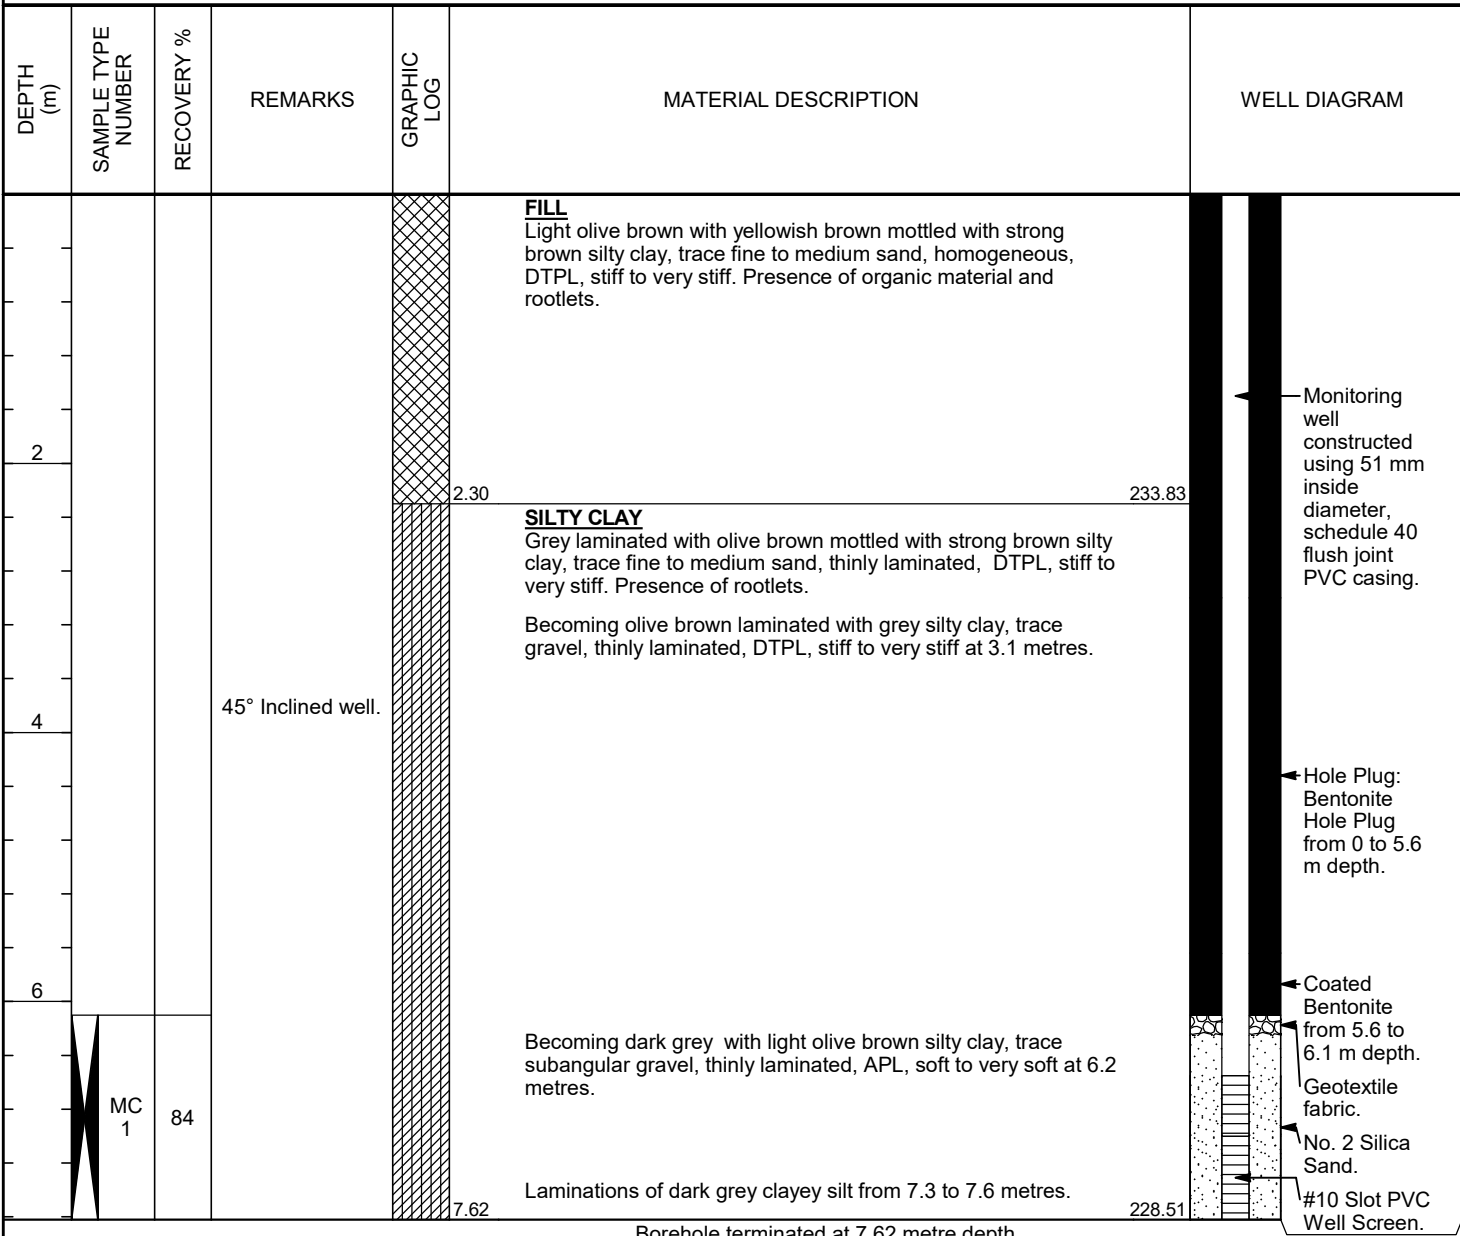 DEPTH
(m)
SAMPLE TYPE
NUMBER
RECOVERY %
REMARKS
GRAPHIC
LOG
MATERIAL DESCRIPTION
WELL DIAGRAM
FILL
Light olive brown with yellowish brown mottled with strong
brown silty clay, trace fine to medium sand, homogeneous,
DTPL, stiff to very stiff. Presence of organic material and
rootlets.
Monitoring
well
constructed
using 51 mm
inside
diameter,
schedule 40
flush joint
PVC casing.
2
2.30
233.83
SILTY CLAY
Grey laminated with olive brown mottled with strong brown silty
clay, trace fine to medium sand, thinly laminated, DTPL, stiff to
very stiff. Presence of rootlets.
Becoming olive brown laminated with grey silty clay, trace
gravel, thinly laminated, DTPL, stiff to very stiff at 3.1 metres.
45° Inclined well.
4
Hole Plug:
Bentonite
Hole Plug
from 0 to 5.6
m depth.
6
Coated
Bentonite
from 5.6 to
6.1 m depth.
Becoming dark grey with light olive brown silty clay, trace
subangular gravel, thinly laminated, APL, soft to very soft at 6.2
metres.
Geotextile
fabric.
MC
1
84
No. 2 Silica
Sand.
Laminations of dark grey clayey silt from 7.3 to 7.6 metres.
#10 Slot PVC
Well Screen.
7.62
228.51
Borehole terminated at 7.62 metre depth